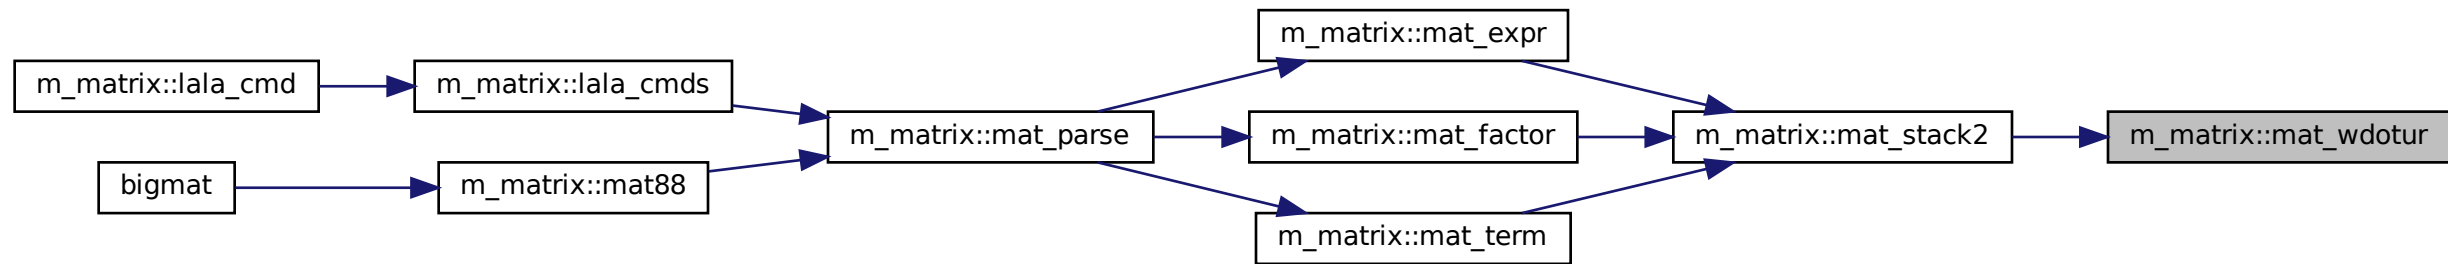 m_matrix::mat_expr
m_matrix::lala_cmd
m_matrix::lala_cmds
m_matrix::mat_parse
m_matrix::mat_factor
m_matrix::mat_stack2
m_matrix::mat_wdotur
bigmat
m_matrix::mat88
m_matrix::mat_term